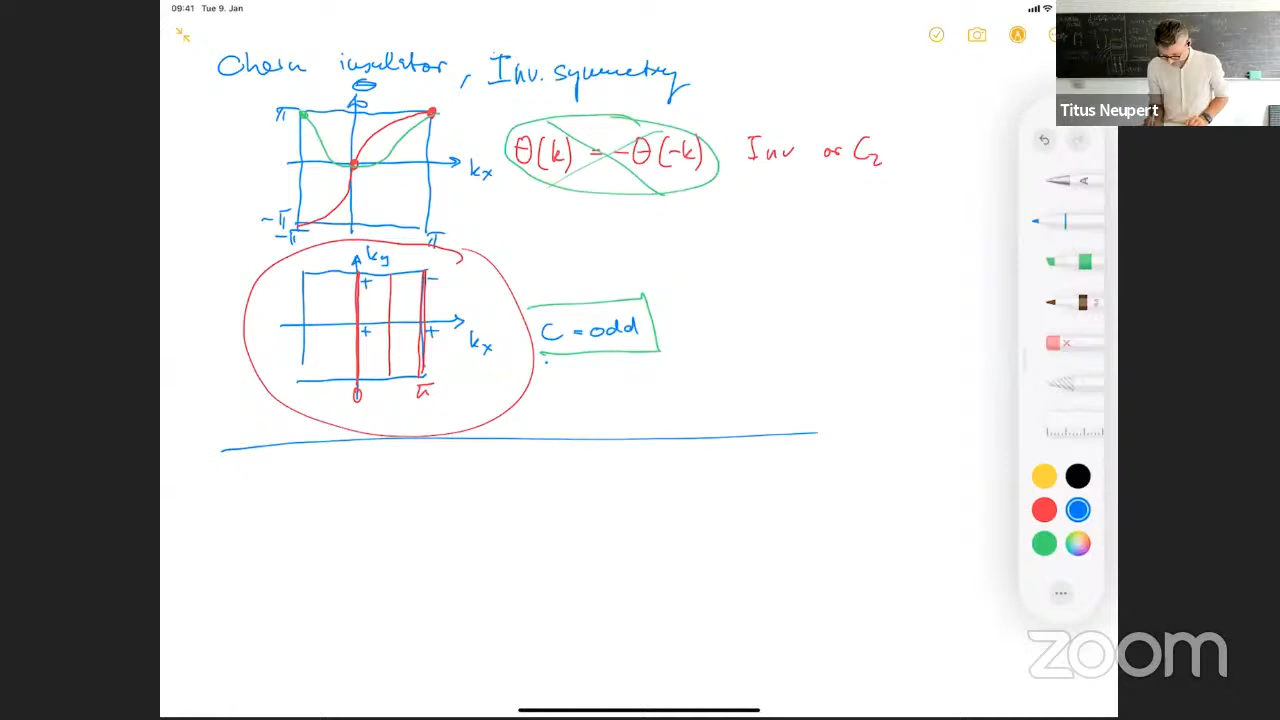 09:41 Tue 9. Jan
Chern insulator, Inv. symmetry
Titus Neupert
θ
π
θ(k) = -θ(-k) Inv or C₂
kx
-π
-π π
ky
+ -
C = odd
+ +
kx
0 π
zoom